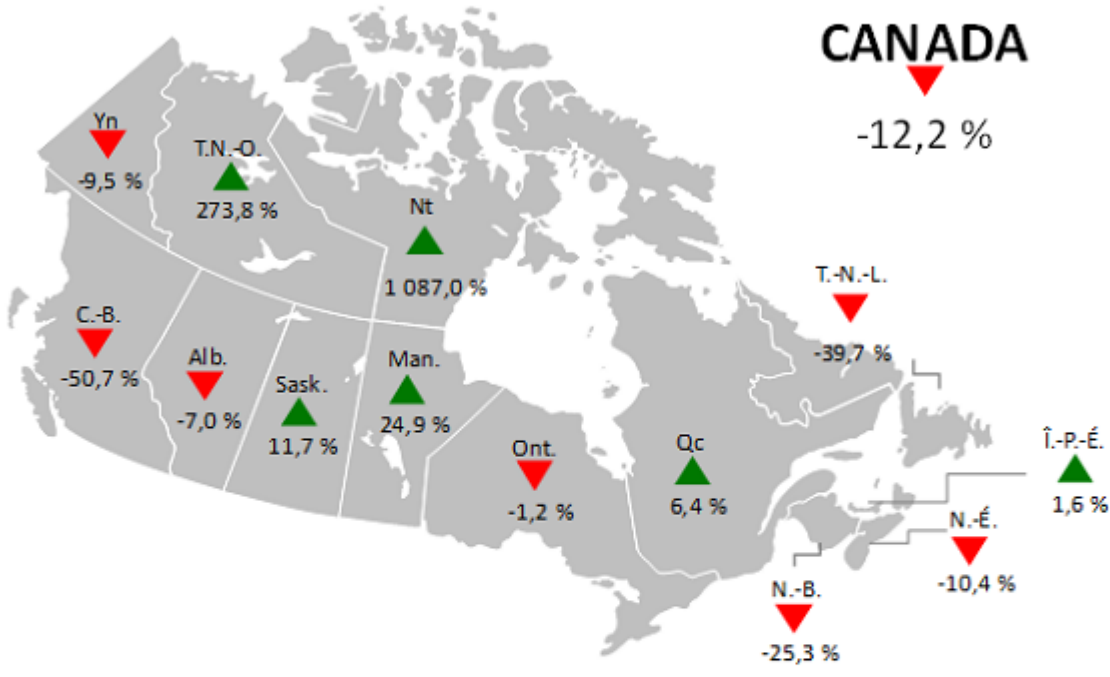 CANADA
-12,2 %
Yn
-9,5 %
T.N.-O.
273,8 %
Nt
1 087,0 %
T.-N.-L.
-39,7 %
C.-B.
-50,7 %
Alb.
-7,0 %
Sask.
11,7 %
Man.
24,9 %
Ont.
-1,2 %
Qc
6,4 %
Î.-P.-É.
1,6 %
N.-É.
-10,4 %
N.-B.
-25,3 %